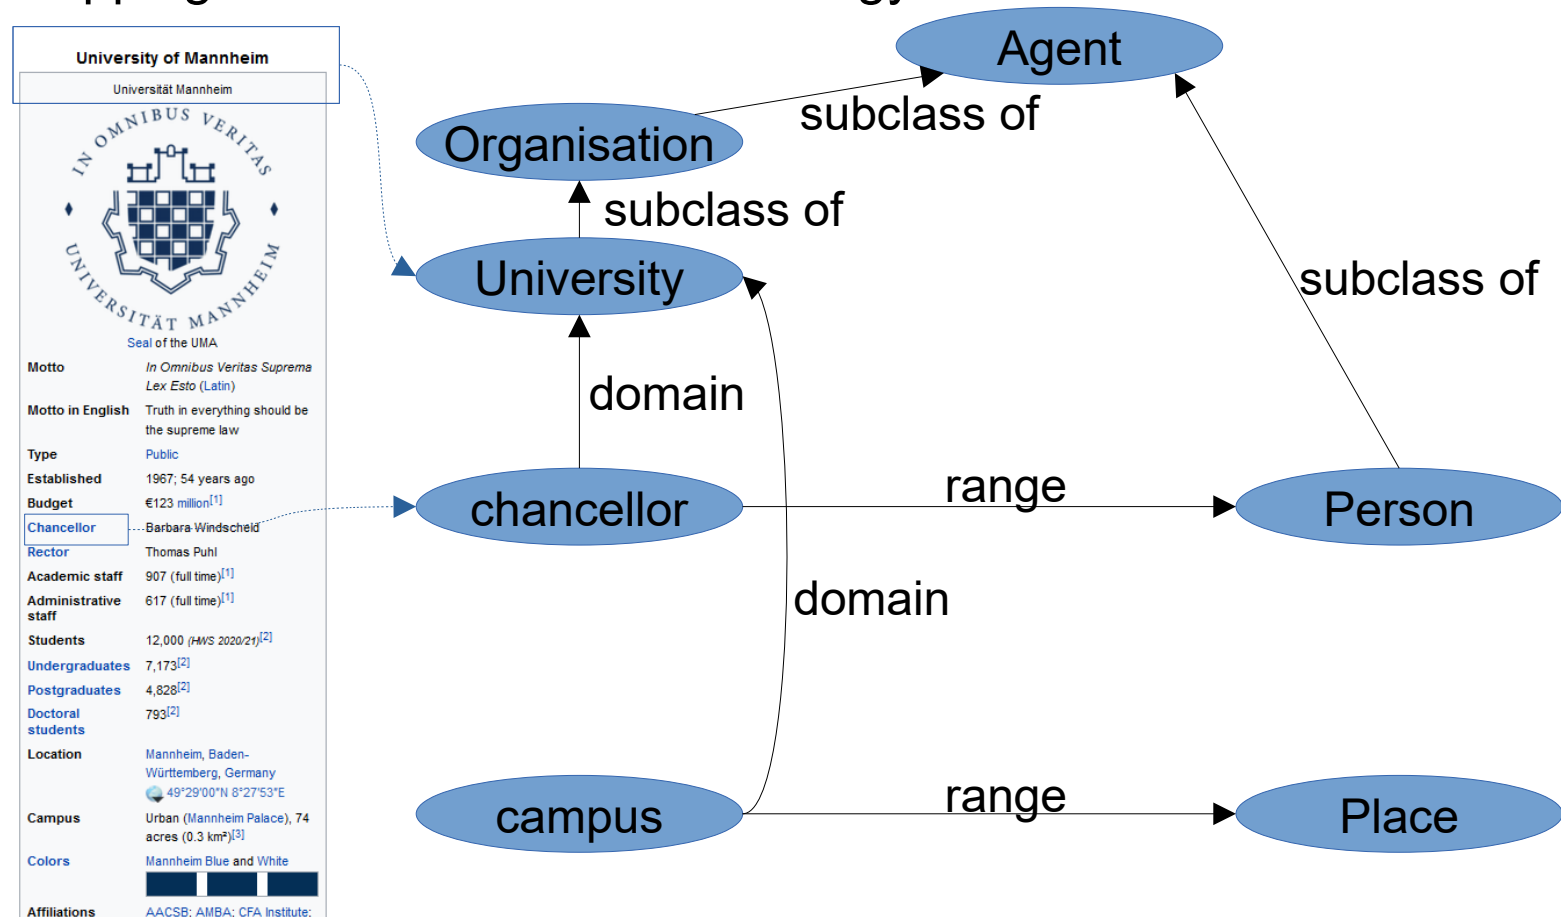 University of Mannheim
Universität Mannheim
IN OMNIBUS VERITAS
UNIVERSITÄT MANNHEIM
Seal of the UMA
Motto In Omnibus Veritas Suprema
Lex Esto (Latin)
Motto in English Truth in everything should be
the supreme law
Type Public
Established 1967; 54 years ago
Budget €123 million[1]
Chancellor Barbara Windscheid
Rector Thomas Puhl
Academic staff 907 (full time)[1]
Administrative 617 (full time)[1]
staff
Students 12,000 (HWS 2020/21)[2]
Undergraduates 7,173[2]
Postgraduates 4,828[2]
Doctoral 793[2]
students
Location Mannheim, Baden-
Württemberg, Germany
49°29'00"N 8°27'53"E
Campus Urban (Mannheim Palace), 74
acres (0.3 km²)[3]
Colors Mannheim Blue and White
Affiliations AACSB; AMBA; CFA Institute;
Agent
subclass of
Organisation
subclass of
University
subclass of
domain
chancellor
range
Person
domain
campus
range
Place